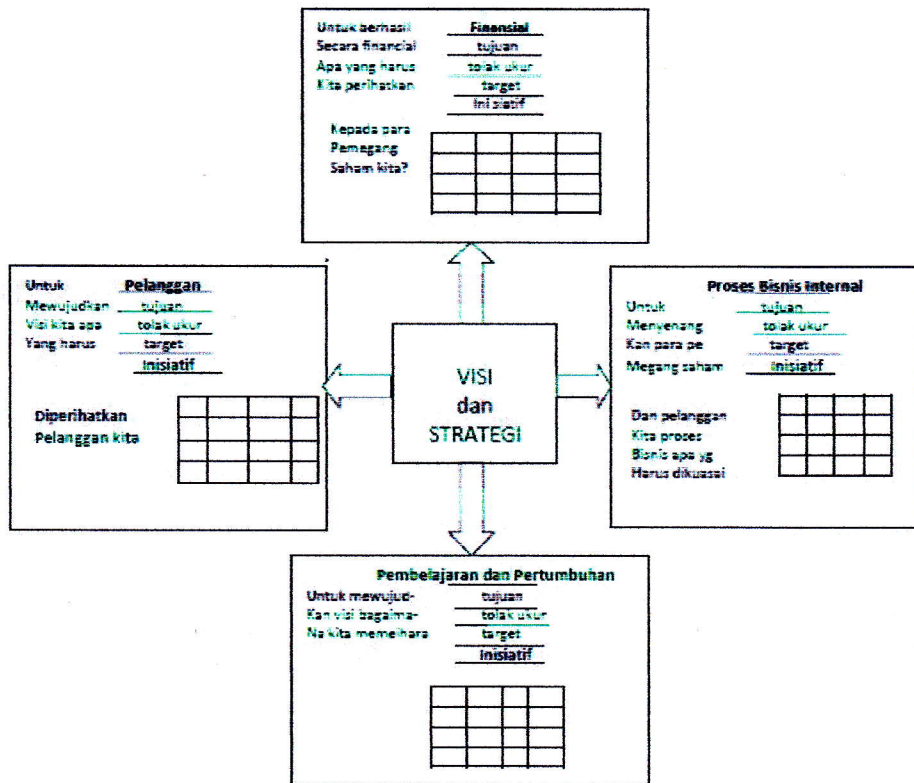 Untuk berhasil Finansial
Secara financial tujuan
Apa yang harus tolak ukur
Kita perihatkan target
Ini siatif
Kepada para
Pemegang
Saham kita?
Untuk Pelanggan
Mewujudkan tujuan
Visi kita apa tolak ukur
Yang harus target
Inisiatif
Diperihatkan
Pelanggan kita
VISI
dan
STRATEGI
Proses Bisnis Internal
Untuk tujuan
Menyenang tolak ukur
Kan para pe target
Megang saham Inisiatif
Dan pelanggan
Kita proses
Bisnis apa yg
Harus dikuasai
Pembelajaran dan Pertumbuhan
Untuk mewujud- tujuan
Kan visi bagaima- tolak ukur
Na kita memeihara target
Inisiatif